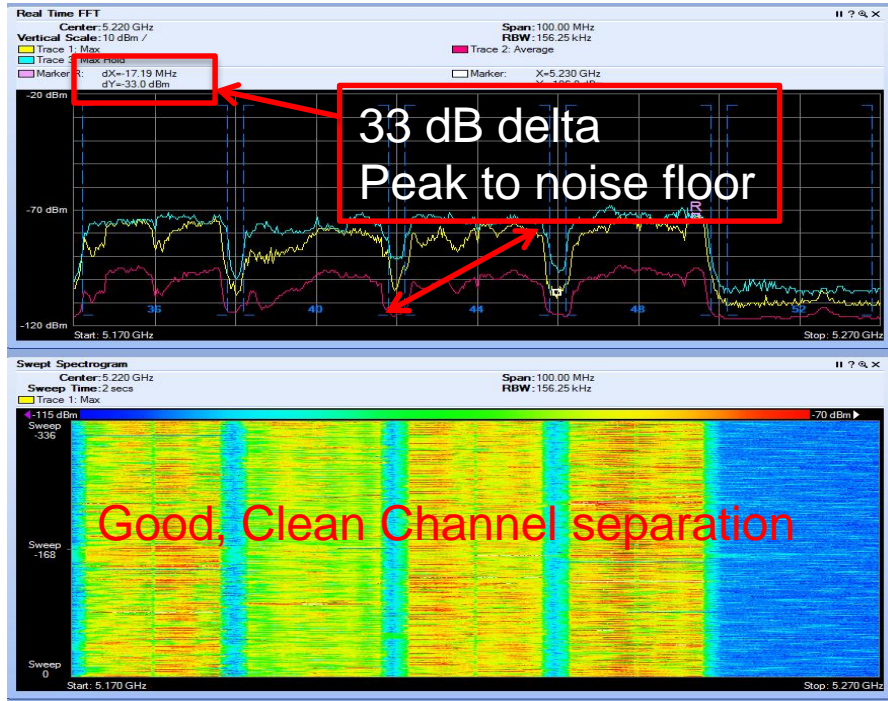 Real Time FFT
Center: 5.220 GHz
Span: 100.00 MHz
Vertical Scale: 10 dBm /
RBW: 156.25 kHz
Trace 1: Max
Trace 2: Average
Trace 3: Max Hold
Marker R: dX=-17.19 MHz
Marker: X=5.230 GHz
dY=-33.0 dBm
-20 dBm
33 dB delta
Peak to noise floor
-70 dBm
R
36 40 44 48 52
-120 dBm
Start: 5.170 GHz
Stop: 5.270 GHz
Swept Spectrogram
Center: 5.220 GHz
Span: 100.00 MHz
Sweep Time: 2 secs
RBW: 156.25 kHz
Trace 1: Max
-115 dBm
-70 dBm
Sweep
-336
Good, Clean Channel separation
Sweep
-168
Sweep
0
Start: 5.170 GHz
Stop: 5.270 GHz